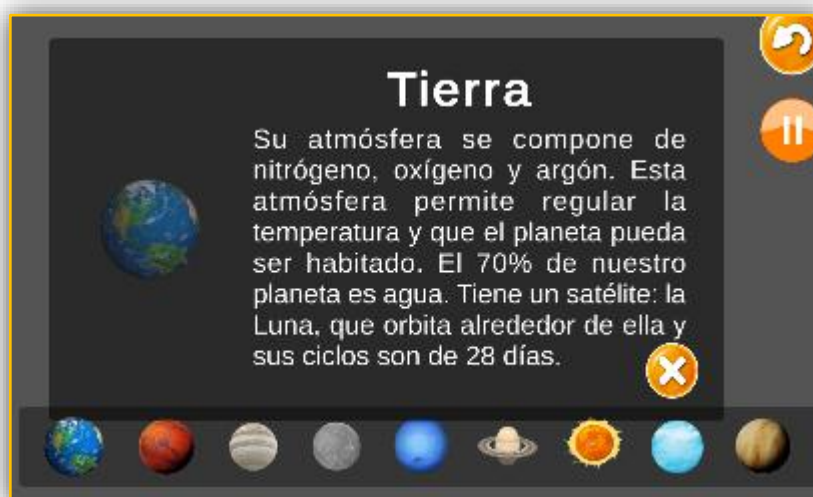 Tierra
Su atmósfera se compone de
nitrógeno, oxígeno y argón. Esta
atmósfera permite regular la
temperatura y que el planeta pueda
ser habitado. El 70% de nuestro
planeta es agua. Tiene un satélite: la
Luna, que orbita alrededor de ella y
sus ciclos son de 28 días.